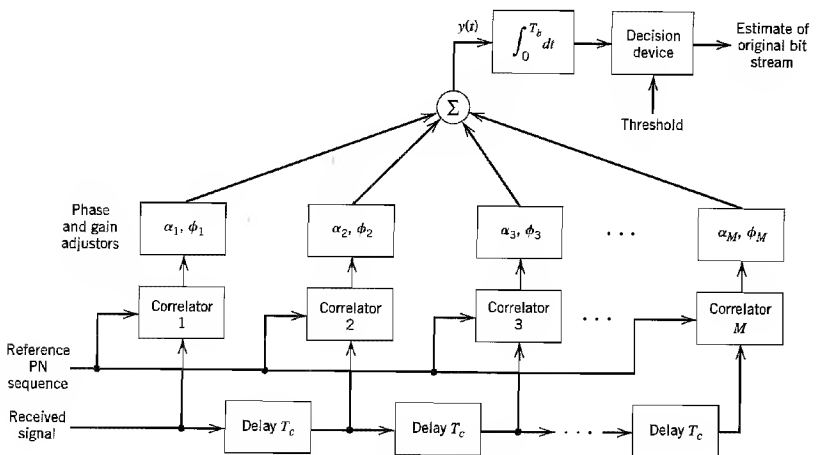 y(t)
∫₀^{T_b} dt
Decision
device
Estimate of
original bit
stream
Σ
Threshold
Phase
and gain
adjustors
α₁, ϕ₁
α₂, ϕ₂
α₃, ϕ₃
· · ·
α_M, ϕ_M
Correlator
1
Correlator
2
Correlator
3
· · ·
Correlator
M
Reference
PN
sequence
Received
signal
Delay T_c
Delay T_c
· · ·
Delay T_c